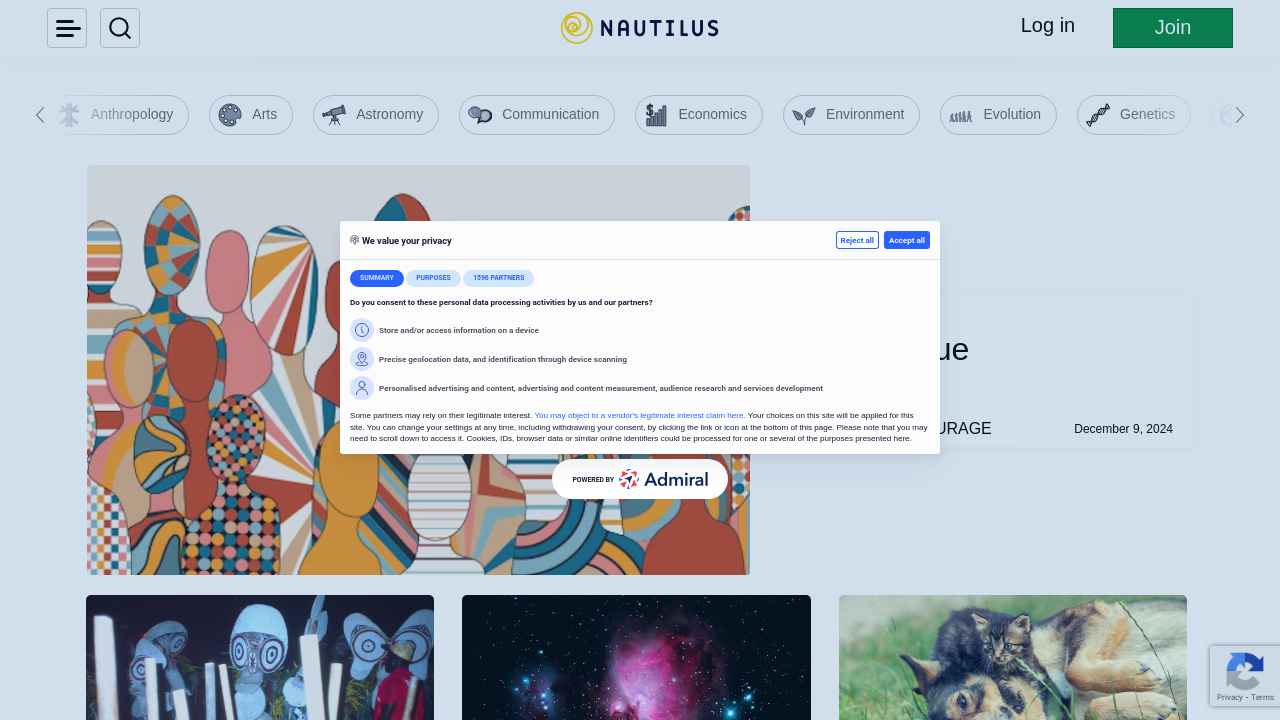 NAUTILUS
Log in
Join
Anthropology
Arts
Astronomy
Communication
Economics
Environment
Evolution
Genetics
We value your privacy
Reject all
Accept all
SUMMARY
PURPOSES
1596 PARTNERS
Do you consent to these personal data processing activities by us and our partners?
Store and/or access information on a device
Precise geolocation data, and identification through device scanning
Personalised advertising and content, advertising and content measurement, audience research and services development
Some partners may rely on their legitimate interest. You may object to a vendor's legitimate interest claim here. Your choices on this site will be applied for this
site. You can change your settings at any time, including withdrawing your consent, by clicking the link or icon at the bottom of this page. Please note that you may
need to scroll down to access it. Cookies, IDs, browser data or similar online identifiers could be processed for one or several of the purposes presented here.
December 9, 2024
POWERED BY Admiral
Privacy - Terms